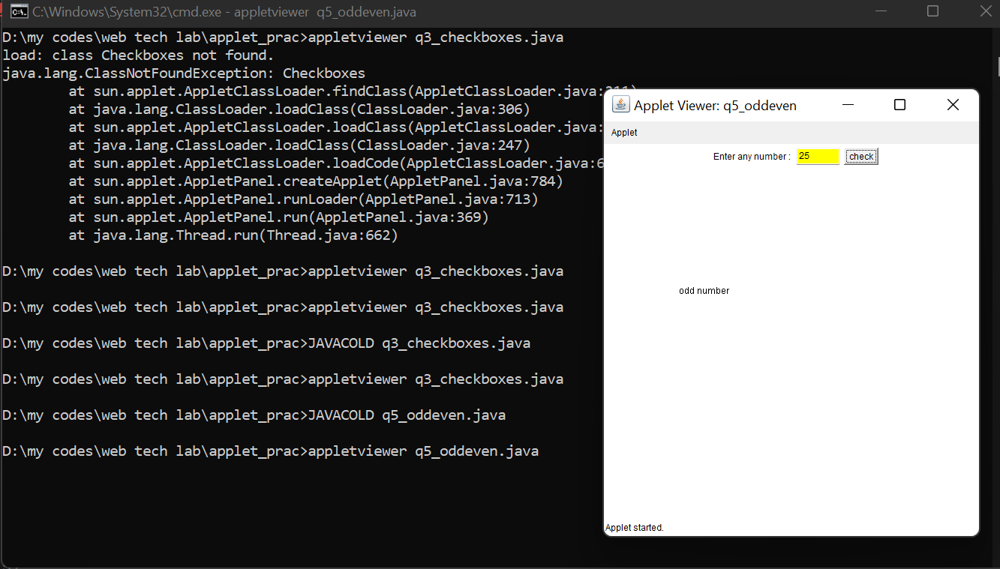 C:\Windows\System32\cmd.exe - appletviewer  q5_oddeven.java
D:\my codes\web tech lab\applet_prac>appletviewer q3_checkboxes.java
load: class Checkboxes not found.
java.lang.ClassNotFoundException: Checkboxes
        at sun.applet.AppletClassLoader.findClass(AppletClassLoader.java:211)
        at java.lang.ClassLoader.loadClass(ClassLoader.java:306)
        at sun.applet.AppletClassLoader.loadClass(AppletClassLoader.java:
        at java.lang.ClassLoader.loadClass(ClassLoader.java:247)
        at sun.applet.AppletClassLoader.loadCode(AppletClassLoader.java:6
        at sun.applet.AppletPanel.createApplet(AppletPanel.java:784)
        at sun.applet.AppletPanel.runLoader(AppletPanel.java:713)
        at sun.applet.AppletPanel.run(AppletPanel.java:369)
        at java.lang.Thread.run(Thread.java:662)
D:\my codes\web tech lab\applet_prac>appletviewer q3_checkboxes.java
D:\my codes\web tech lab\applet_prac>appletviewer q3_checkboxes.java
D:\my codes\web tech lab\applet_prac>JAVACOLD q3_checkboxes.java
D:\my codes\web tech lab\applet_prac>appletviewer q3_checkboxes.java
D:\my codes\web tech lab\applet_prac>JAVACOLD q5_oddeven.java
D:\my codes\web tech lab\applet_prac>appletviewer q5_oddeven.java
Applet Viewer: q5_oddeven
Applet
Enter any number : 25 check
odd number
Applet started.